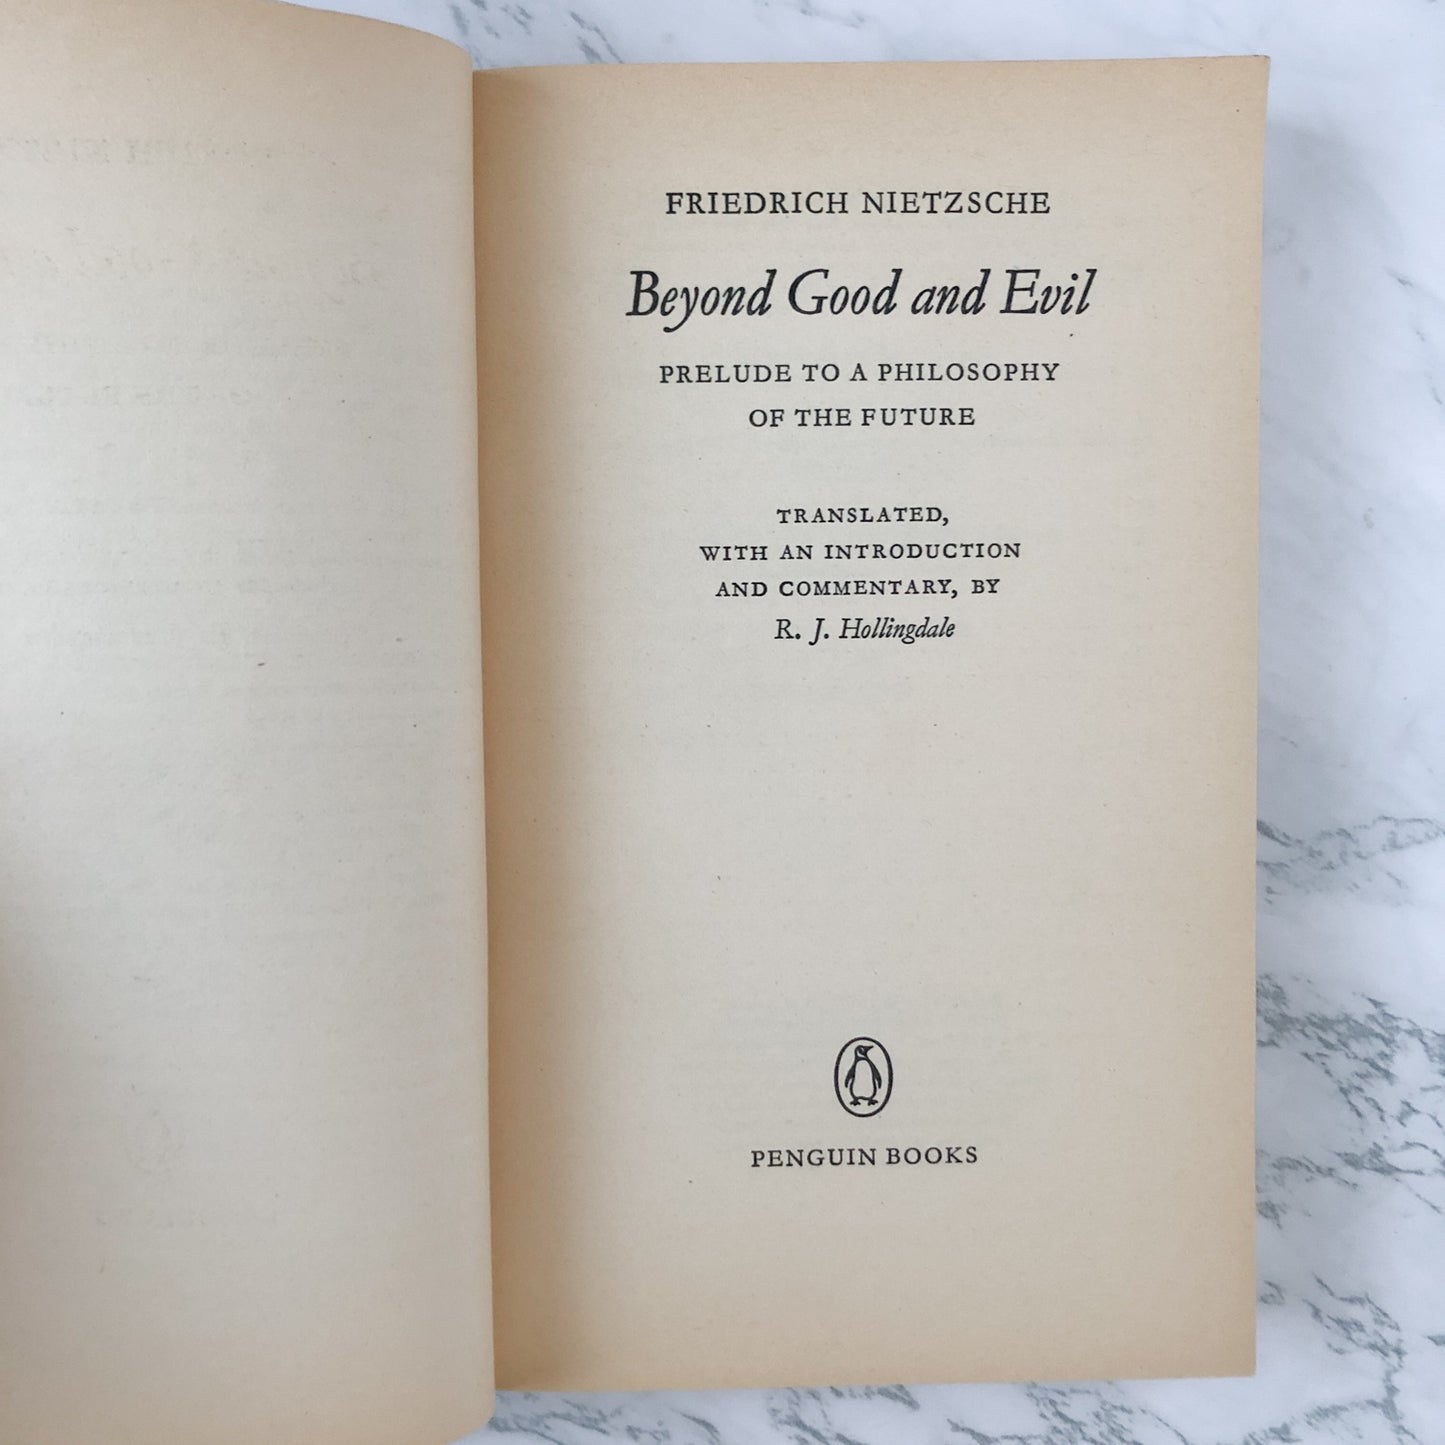 FRIEDRICH NIETZSCHE
Beyond Good and Evil
PRELUDE TO A PHILOSOPHY
OF THE FUTURE
TRANSLATED,
WITH AN INTRODUCTION
AND COMMENTARY, BY
R. J. Hollingdale
PENGUIN BOOKS